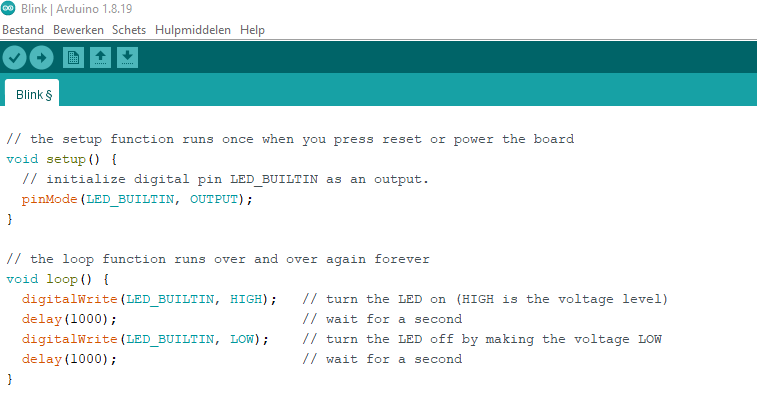 Blink | Arduino 1.8.19
Bestand Bewerken Schets Hulpmiddelen Help
Blink §
// the setup function runs once when you press reset or power the board
void setup() {
  // initialize digital pin LED_BUILTIN as an output.
  pinMode(LED_BUILTIN, OUTPUT);
}
// the loop function runs over and over again forever
void loop() {
  digitalWrite(LED_BUILTIN, HIGH);   // turn the LED on (HIGH is the voltage level)
  delay(1000);                       // wait for a second
  digitalWrite(LED_BUILTIN, LOW);    // turn the LED off by making the voltage LOW
  delay(1000);                       // wait for a second
}